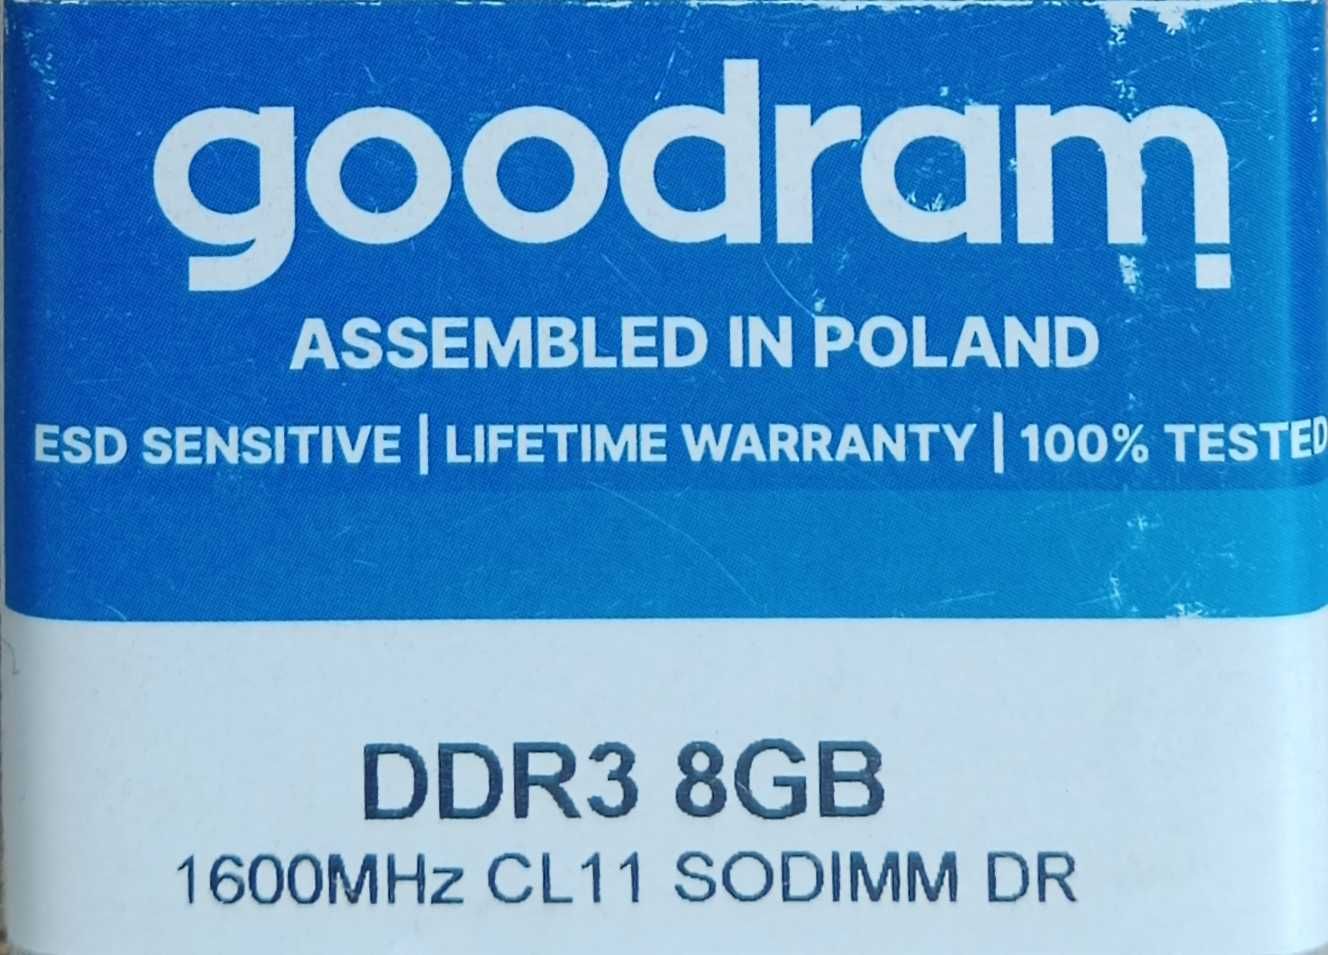 goodram
ASSEMBLED IN POLAND
ESD SENSITIVE | LIFETIME WARRANTY | 100% TESTED
DDR3 8GB
1600MHz CL11 SODIMM DR